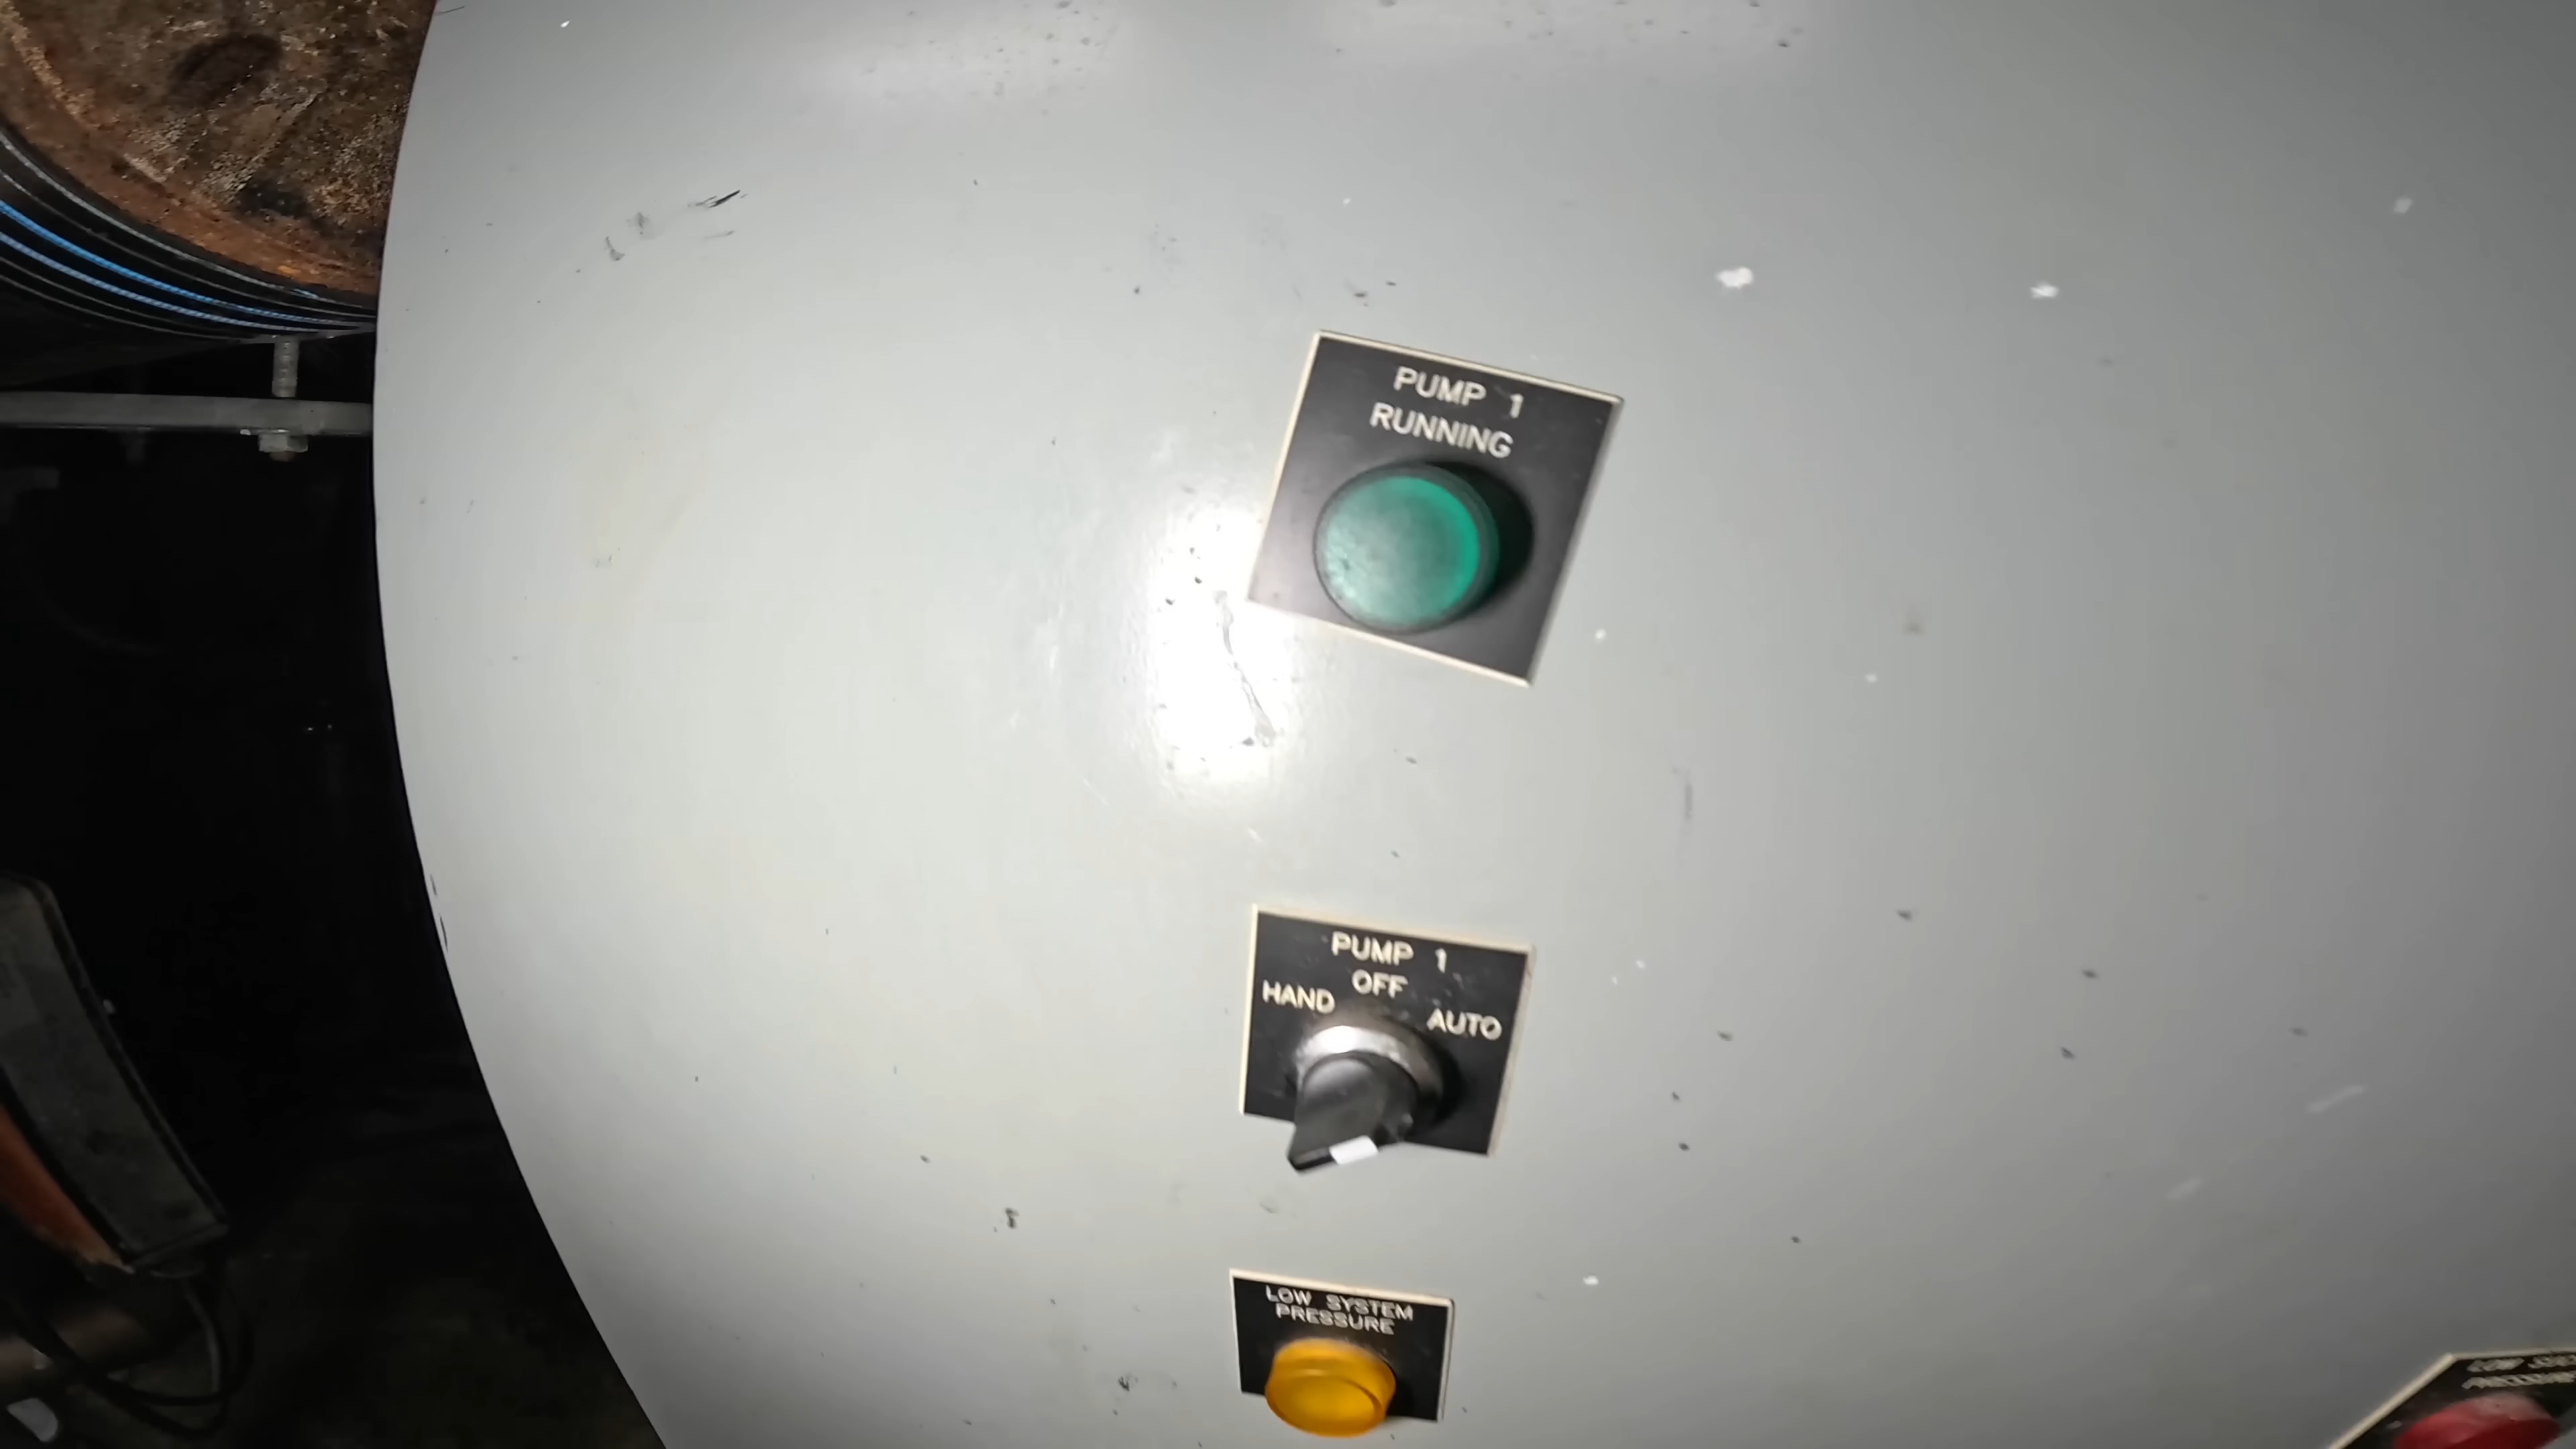 PUMP 1
RUNNING
PUMP 1
OFF
HAND
AUTO
LOW SYSTEM
PRESSURE